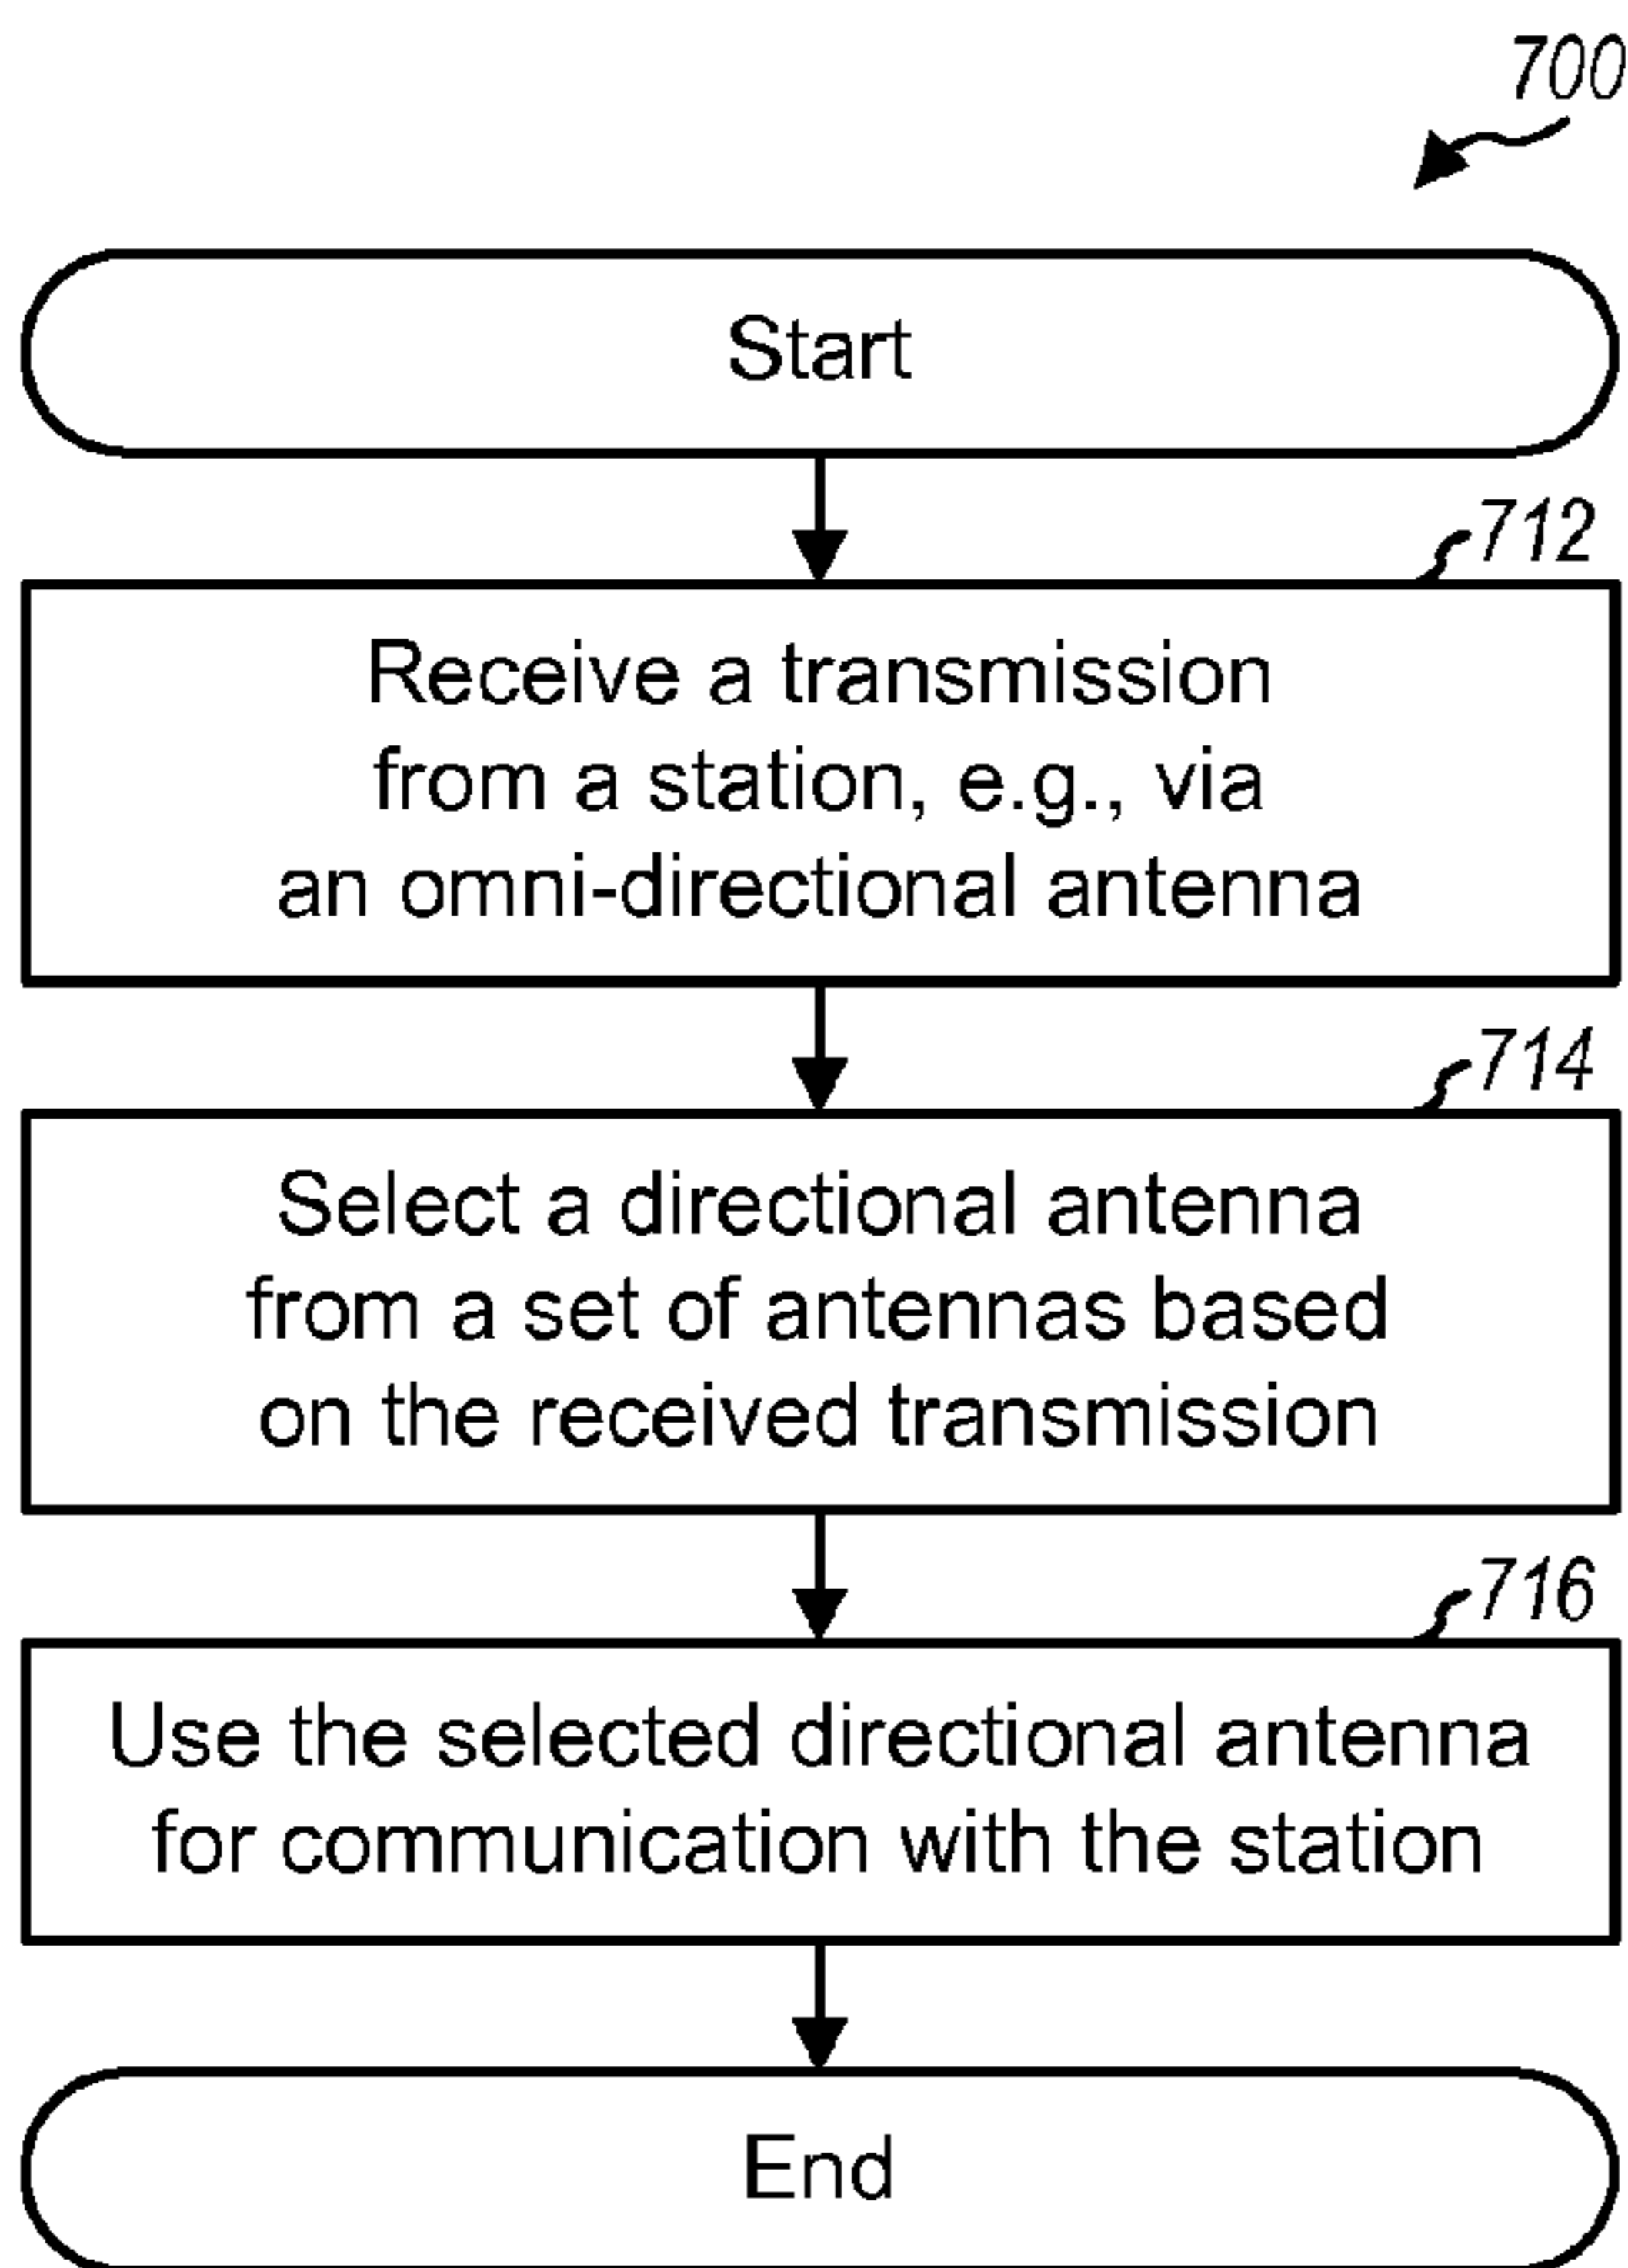 700
Start
712
Receive a transmission
from a station, e.g., via
an omni-directional antenna
714
Select a directional antenna
from a set of antennas based
on the received transmission
716
Use the selected directional antenna
for communication with the station
End